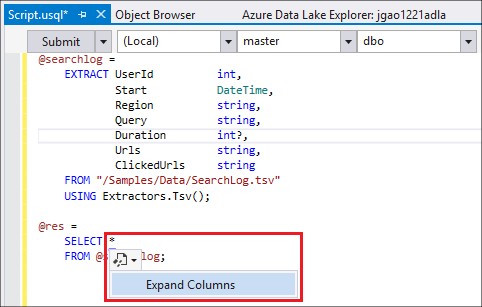 Script.usql* Object Browser Azure Data Lake Explorer: jgao1221adla
Submit (Local) master dbo
@searchlog =
EXTRACT UserId int,
Start DateTime,
Region string,
Query string,
Duration int?,
Urls string,
ClickedUrls string
FROM "/Samples/Data/SearchLog.tsv"
USING Extractors.Tsv();
@res =
SELECT *
FROM @s log;
Expand Columns